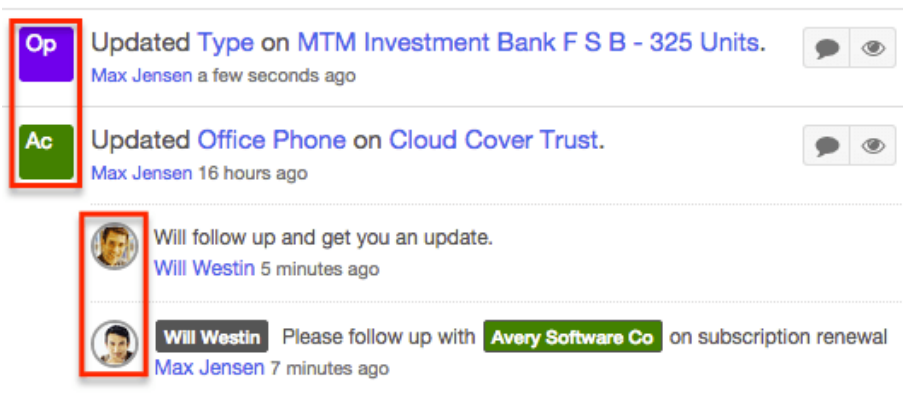 Op
Updated Type on MTM Investment Bank F S B - 325 Units.
Max Jensen a few seconds ago
Ac
Updated Office Phone on Cloud Cover Trust.
Max Jensen 16 hours ago
Will follow up and get you an update.
Will Westin 5 minutes ago
Will Westin Please follow up with Avery Software Co on subscription renewal
Max Jensen 7 minutes ago